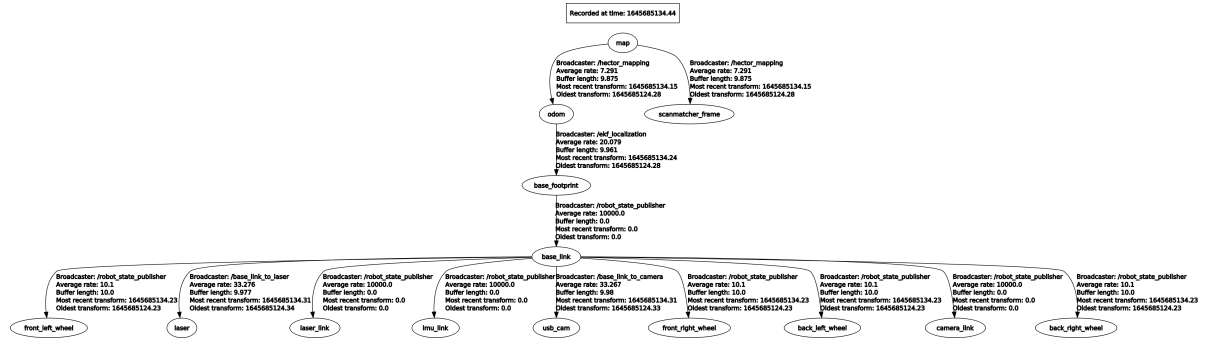 Recorded at time: 1645685134.44
map
Broadcaster: /hector_mapping
Average rate: 7.291
Buffer length: 9.875
Most recent transform: 1645685134.15
Oldest transform: 1645685124.28
Broadcaster: /hector_mapping
Average rate: 7.291
Buffer length: 9.875
Most recent transform: 1645685134.15
Oldest transform: 1645685124.28
odom
scanmatcher_frame
Broadcaster: /ekf_localization
Average rate: 20.079
Buffer length: 9.961
Most recent transform: 1645685134.24
Oldest transform: 1645685124.28
base_footprint
Broadcaster: /robot_state_publisher
Average rate: 10000.0
Buffer length: 0.0
Most recent transform: 0.0
Oldest transform: 0.0
base_link
Broadcaster: /robot_state_publisher
Average rate: 10.1
Buffer length: 10.0
Most recent transform: 1645685134.23
Oldest transform: 1645685124.23
Broadcaster: /base_link_to_laser
Average rate: 33.276
Buffer length: 9.977
Most recent transform: 1645685134.31
Oldest transform: 1645685124.34
Broadcaster: /robot_state_publisher
Average rate: 10000.0
Buffer length: 0.0
Most recent transform: 0.0
Oldest transform: 0.0
Broadcaster: /robot_state_publisher
Average rate: 10000.0
Buffer length: 0.0
Most recent transform: 0.0
Oldest transform: 0.0
Broadcaster: /base_link_to_camera
Average rate: 33.267
Buffer length: 9.98
Most recent transform: 1645685134.31
Oldest transform: 1645685124.33
Broadcaster: /robot_state_publisher
Average rate: 10.1
Buffer length: 10.0
Most recent transform: 1645685134.23
Oldest transform: 1645685124.23
Broadcaster: /robot_state_publisher
Average rate: 10.1
Buffer length: 10.0
Most recent transform: 1645685134.23
Oldest transform: 1645685124.23
Broadcaster: /robot_state_publisher
Average rate: 10000.0
Buffer length: 0.0
Most recent transform: 0.0
Oldest transform: 0.0
Broadcaster: /robot_state_publisher
Average rate: 10.1
Buffer length: 10.0
Most recent transform: 1645685134.23
Oldest transform: 1645685124.23
front_left_wheel
laser
laser_link
imu_link
usb_cam
front_right_wheel
back_left_wheel
camera_link
back_right_wheel